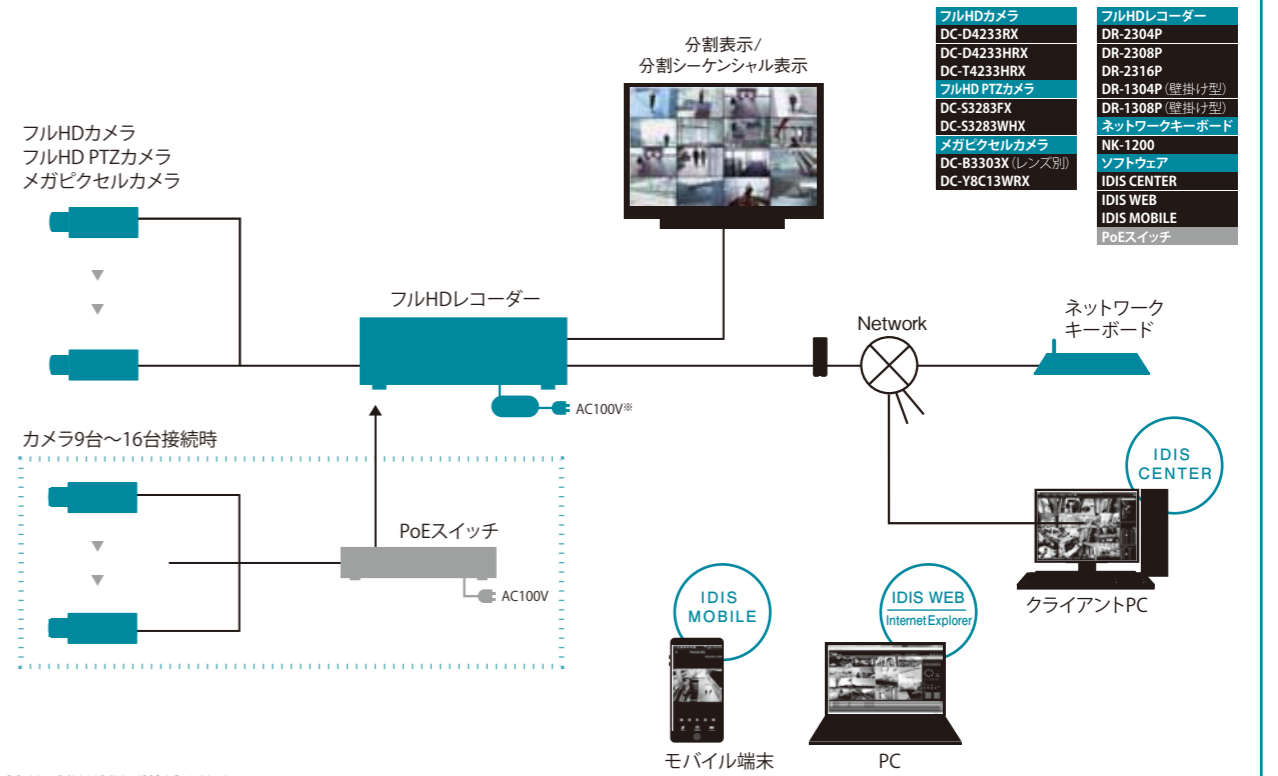 フルHDカメラ
DC-D4233RX
DC-D4233HRX
DC-T4233HRX
フルHD PTZカメラ
DC-S3283FX
DC-S3283WHX
メガピクセルカメラ
DC-B3303X(レンズ別)
DC-Y8C13WRX
フルHDレコーダー
DR-2304P
DR-2308P
DR-2316P
DR-1304P(壁掛け型)
DR-1308P(壁掛け型)
ネットワークキーボード
NK-1200
ソフトウェア
IDIS CENTER
IDIS WEB
IDIS MOBILE
PoEスイッチ
分割表示/
分割シーケンシャル表示
フルHDカメラ
フルHD PTZカメラ
メガピクセルカメラ
フルHDレコーダー
AC100V※
Network
ネットワーク
キーボード
カメラ9台〜16台接続時
PoEスイッチ
AC100V
IDIS
CENTER
クライアントPC
IDIS
MOBILE
モバイル端末
IDIS WEB
Internet Explorer
PC